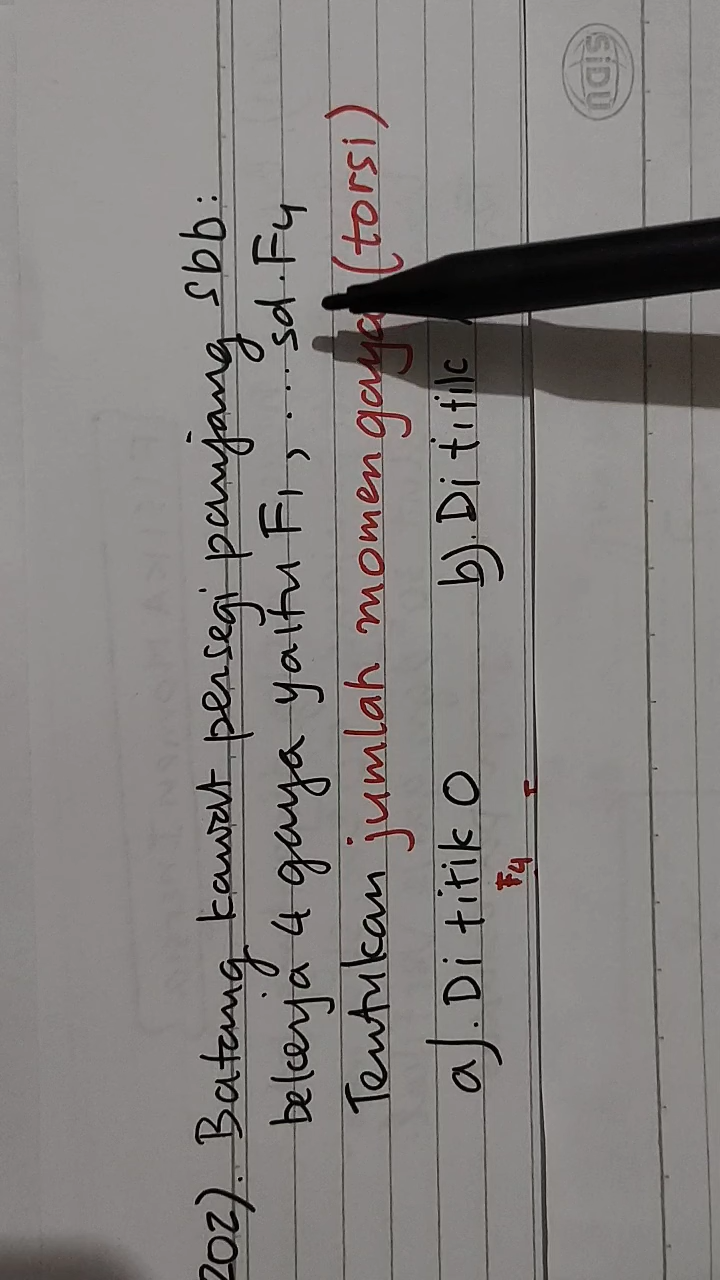 202). Batang kawat persegi panjang sbb:
bekerja 4 gaya yaitu F1, ... sd. F4
Tentukan jumlah momen gaya (torsi)
a). Di titik O b). Di titik
F4
SiDU